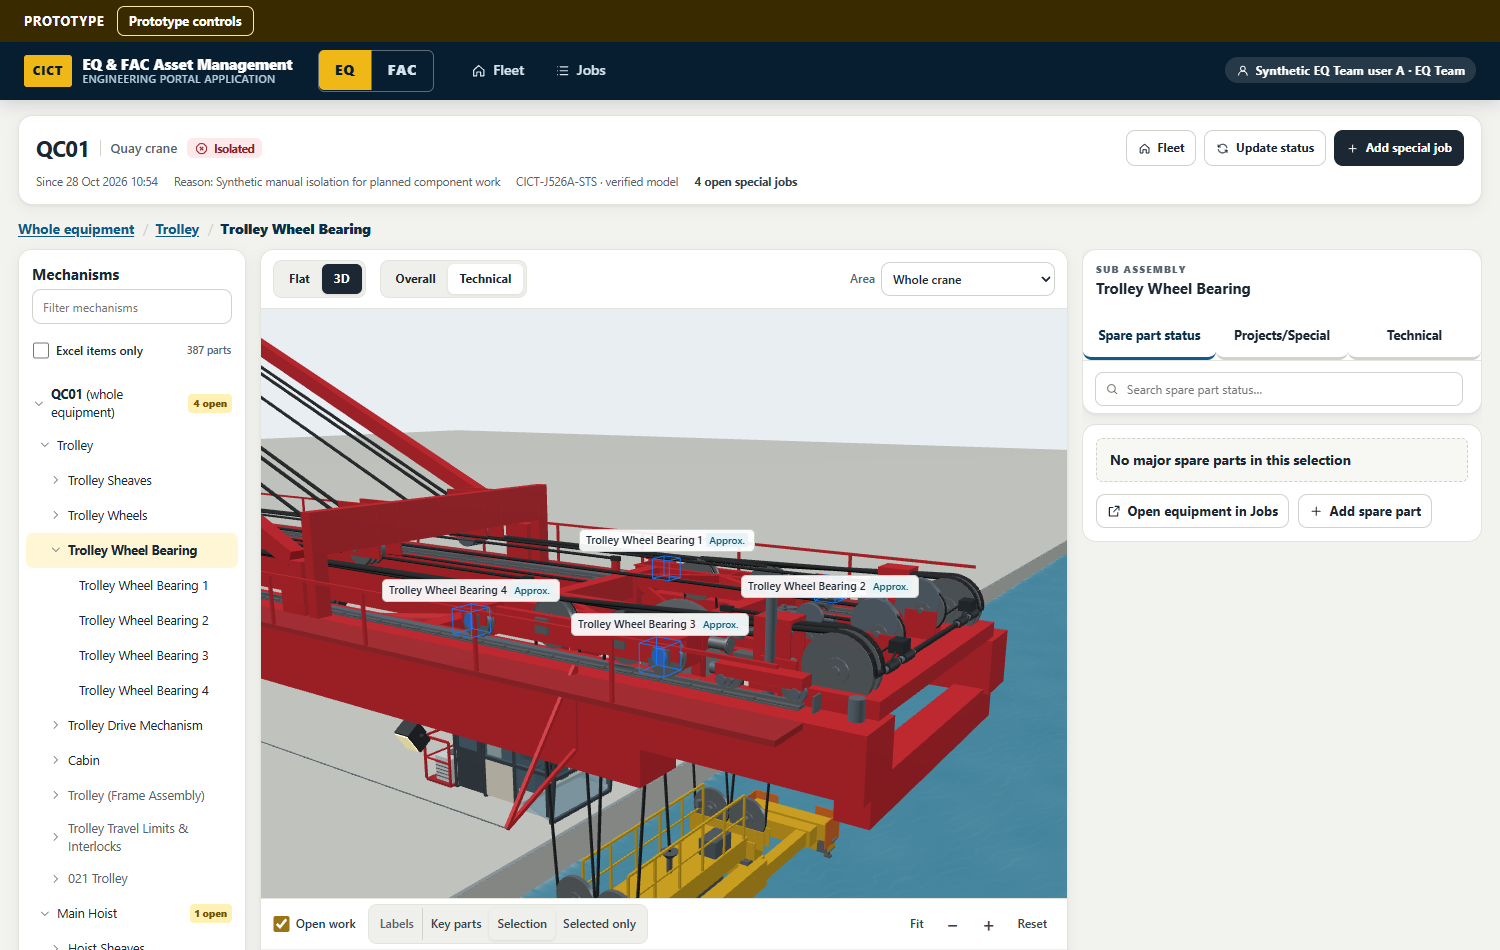 PROTOTYPE
Prototype controls
CICT
EQ & FAC Asset Management
ENGINEERING PORTAL APPLICATION
EQ
FAC
Fleet
Jobs
Synthetic EQ Team user A · EQ Team
QC01
Quay crane
Isolated
Fleet
Update status
Add special job
Since 28 Oct 2026 10:54
Reason: Synthetic manual isolation for planned component work
CICT-J526A-STS · verified model
4 open special jobs
Whole equipment / Trolley / Trolley Wheel Bearing
Mechanisms
Filter mechanisms
Excel items only
387 parts
QC01 (whole equipment)
4 open
Trolley
Trolley Sheaves
Trolley Wheels
Trolley Wheel Bearing
Trolley Wheel Bearing 1
Trolley Wheel Bearing 2
Trolley Wheel Bearing 3
Trolley Wheel Bearing 4
Trolley Drive Mechanism
Cabin
Trolley (Frame Assembly)
Trolley Travel Limits & Interlocks
021 Trolley
Main Hoist
1 open
Hoist Sheaves
Flat
3D
Overall
Technical
Area
Whole crane
Trolley Wheel Bearing 1 Approx.
Trolley Wheel Bearing 4 Approx.
Trolley Wheel Bearing 2 Approx.
Trolley Wheel Bearing 3 Approx.
Open work
Labels
Key parts
Selection
Selected only
Fit
−
+
Reset
SUB ASSEMBLY
Trolley Wheel Bearing
Spare part status
Projects/Special
Technical
Search spare part status...
No major spare parts in this selection
Open equipment in Jobs
Add spare part